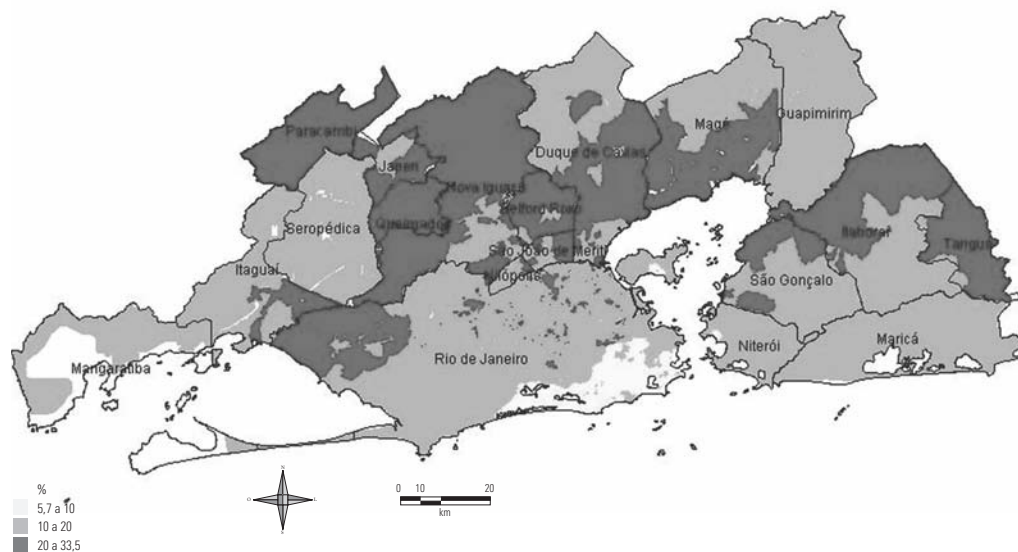 Guapimirim
Magé
Paracambi
Duque de Caxias
Japeri
Nova Iguaçu
Belford Roxo
Queimados
Seropédica
Itaboraí
Tanguá
São João de Meriti
Itaguaí
Nilópolis
São Gonçalo
Rio de Janeiro
Niterói
Maricá
Mangaratiba
N
O
L
S
%
5,7 a 10
10 a 20
20 a 33,5
0 10 20
km